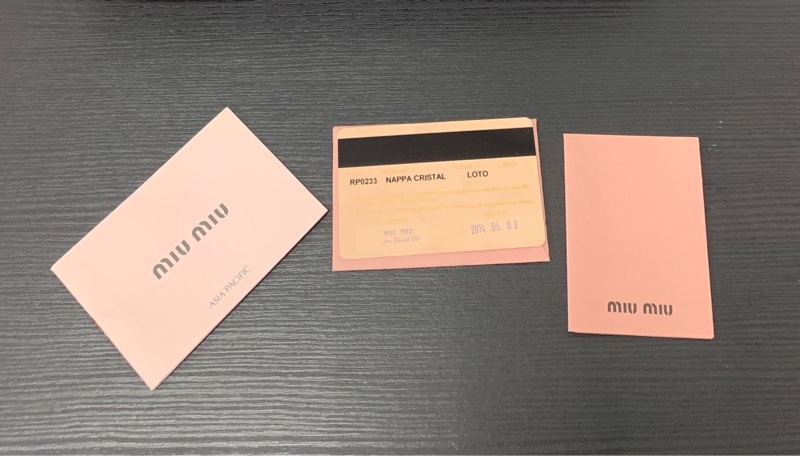 MIU MIU
ASIA PACIFIC
RP0233 NAPPA CRISTAL LOTO
MIU MIU
2014 .05. 03
MIU MIU